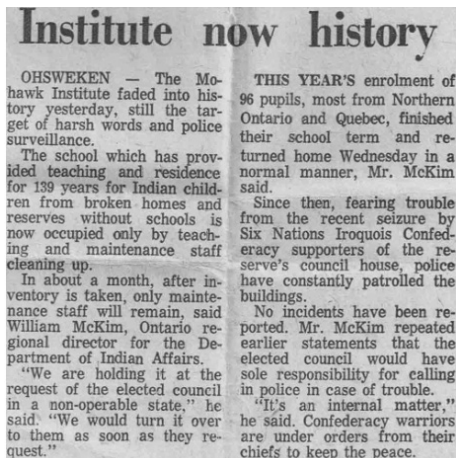 Institute now history
OHSWEKEN — The Mo-
hawk Institute faded into his-
tory yesterday, still the tar-
get of harsh words and police
surveillance.
The school which has prov-
ided teaching and residence
for 139 years for Indian child-
ren from broken homes and
reserves without schools is
now occupied only by teach-
ing and maintenance staff
cleaning up.
In about a month, after in-
ventory is taken, only mainte-
nance staff will remain, said
William McKim, Ontario re-
gional director for the De-
partment of Indian Affairs.
"We are holding it at the
request of the elected council
in a non-operable state," he
said. "We would turn it over
to them as soon as they re-
quest."
THIS YEAR'S enrolment of
96 pupils, most from Northern
Ontario and Quebec, finished
their school term and re-
turned home Wednesday in a
normal manner, Mr. McKim
said.
Since then, fearing trouble
from the recent seizure by
Six Nations Iroquois Confed-
eracy supporters of the re-
serve's council house, police
have constantly patrolled the
buildings.
No incidents have been re-
ported. Mr. McKim repeated
earlier statements that the
elected council would have
sole responsibility for calling
in police in case of trouble.
"It's an internal matter,"
he said. Confederacy warriors
are under orders from their
chiefs to keep the peace.